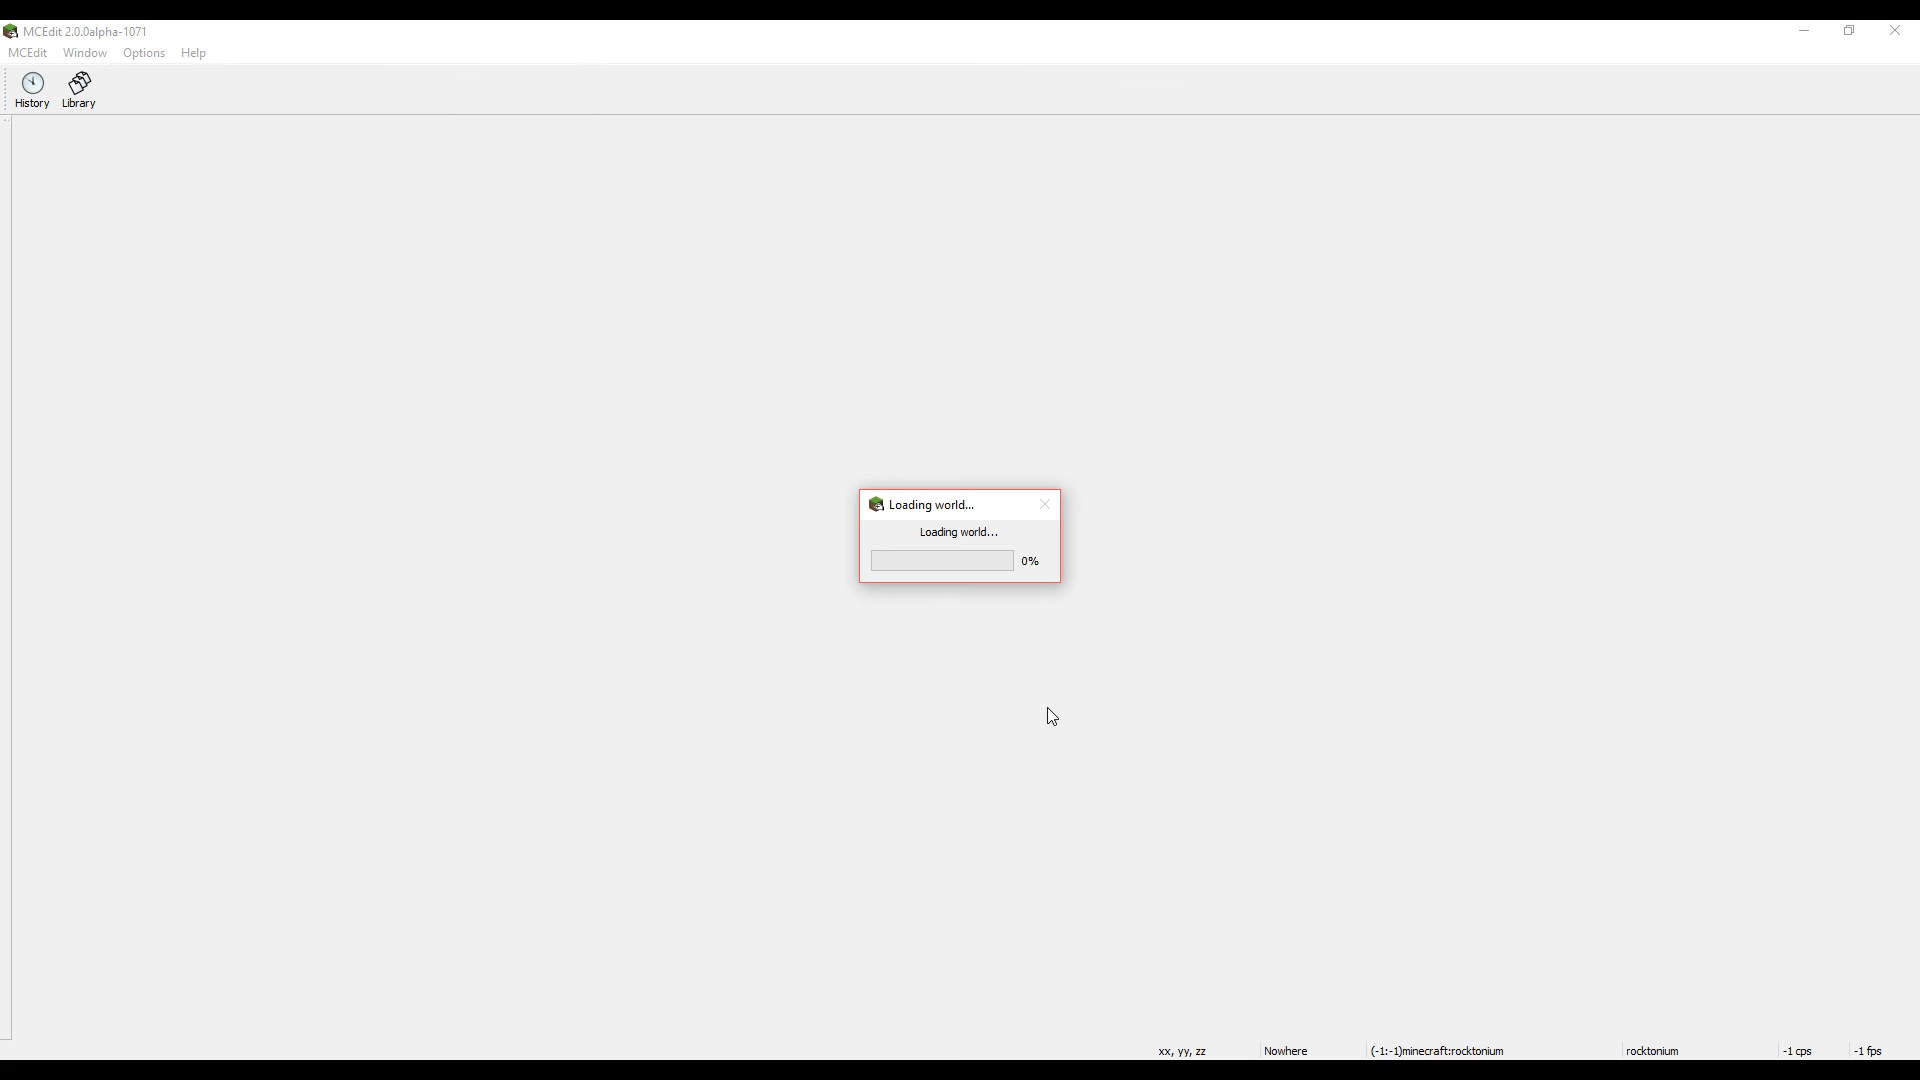 MCEdit 2.0.0alpha-1071
MCEdit Window Options Help
History Library
Loading world...
Loading world...
0%
xx, yy, zz Nowhere (-1:-1)minecraft:rocktonium rocktonium -1 cps -1 fps